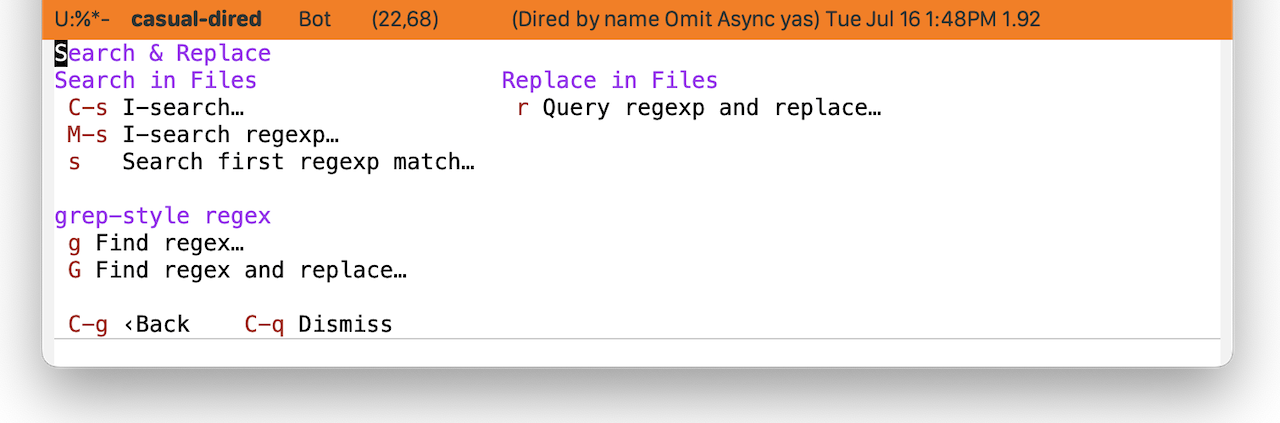 U:%*- casual-dired Bot (22,68) (Dired by name Omit Async yas) Tue Jul 16 1:48PM 1.92
Search & Replace
Search in Files Replace in Files
C-s I-search… r Query regexp and replace…
M-s I-search regexp…
s Search first regexp match…
grep-style regex
g Find regex…
G Find regex and replace…
C-g ‹Back C-q Dismiss